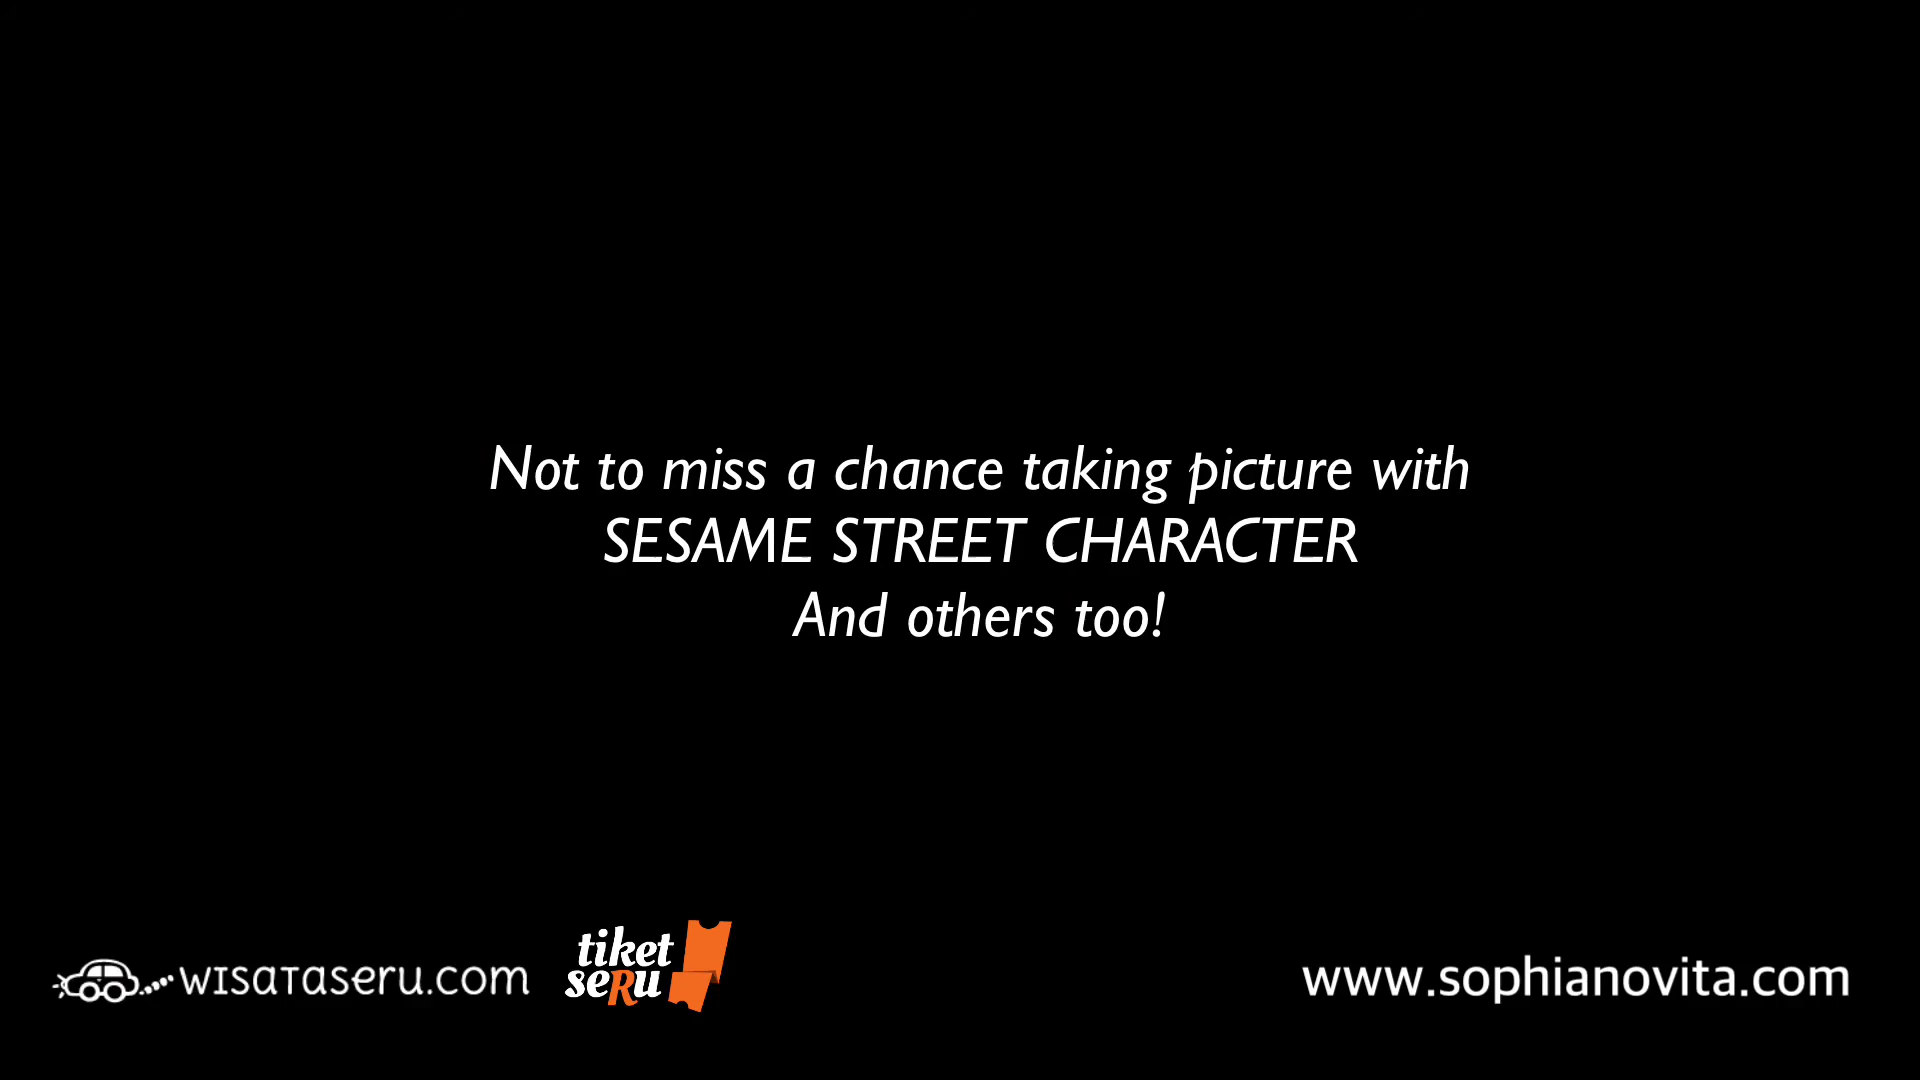 Not to miss a chance taking picture with
SESAME STREET CHARACTER
And others too!
wisataseru.com
tiket
seRu
www.sophianovita.com